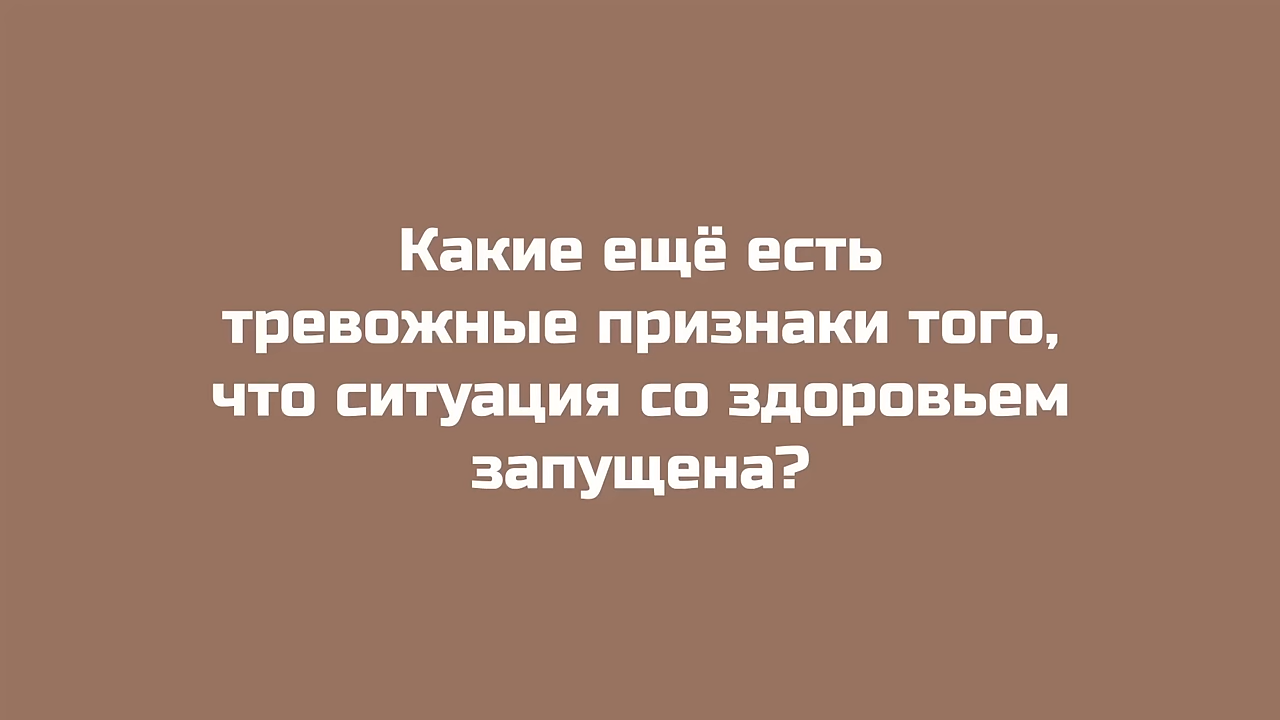 Какие ещё есть
тревожные признаки того,
что ситуация со здоровьем
запущена?